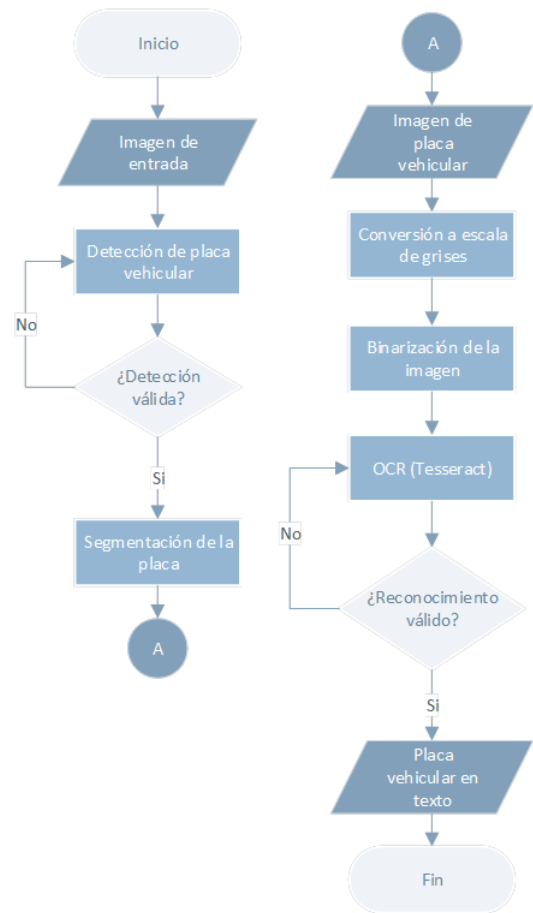 Inicio
Imagen de
entrada
Detección de placa
vehicular
No
¿Detección
válida?
Si
Segmentación de la
placa
A
A
Imagen de
placa
vehicular
Conversión a escala
de grises
Binarización de la
imagen
OCR (Tesseract)
No
¿Reconocimiento
válido?
Si
Placa
vehicular en
texto
Fin